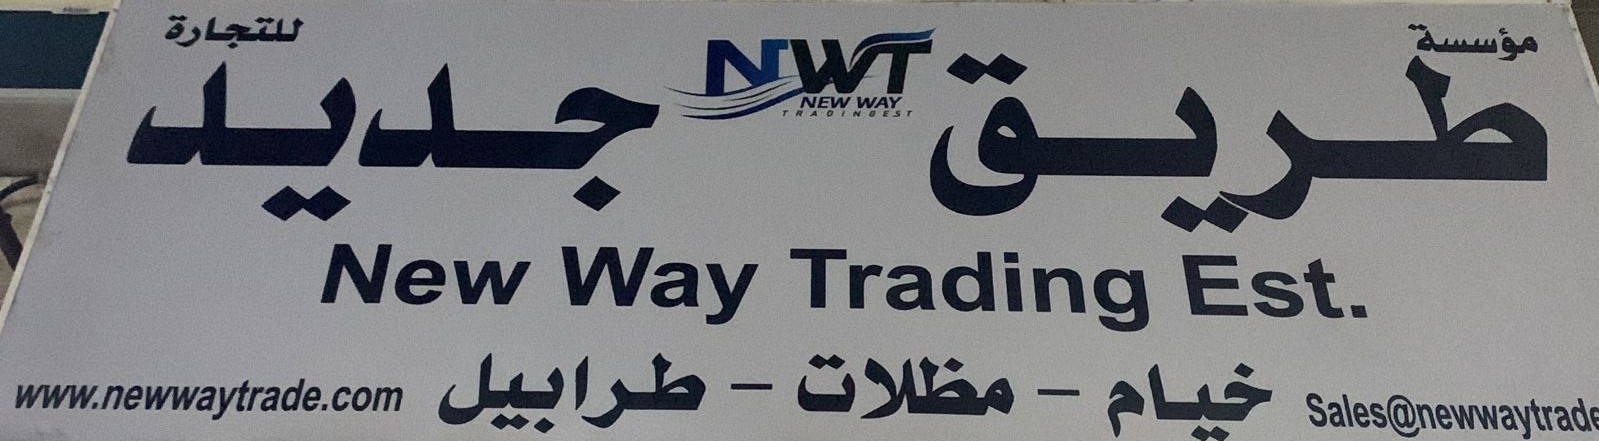 مؤسسة
للتجارة
طريق جديد
NWT
NEW WAY
TRADINGEST
New Way Trading Est.
خيام - مظلات - طرابيل
www.newwaytrade.com
Sales@newwaytrade